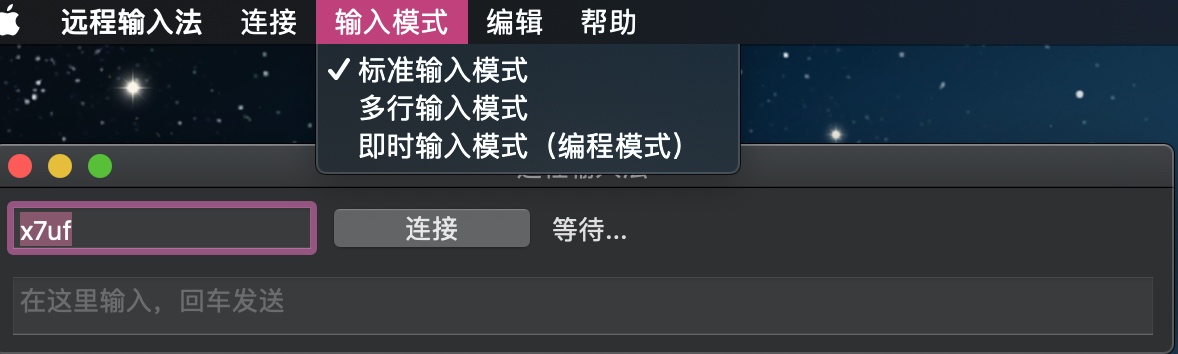 远程输入法 连接 输入模式 编辑 帮助
✓ 标准输入模式
多行输入模式
即时输入模式（编程模式）
x7uf 连接 等待...
在这里输入，回车发送